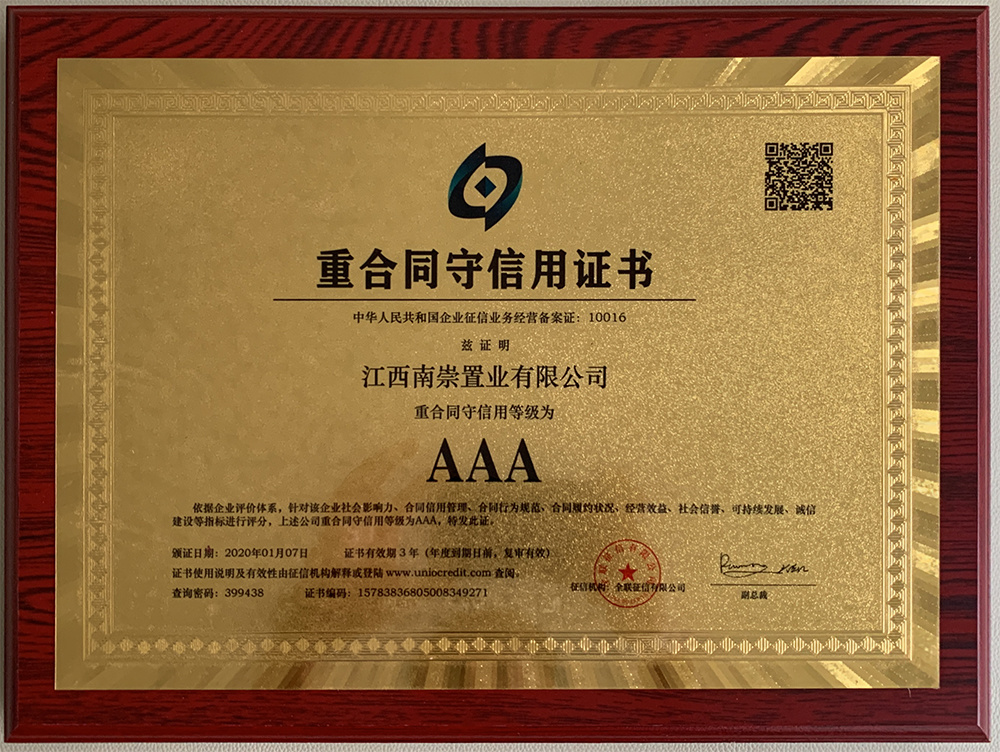 重合同守信用证书
中华人民共和国企业征信业务经营备案证：10016
兹证明
江西南崇置业有限公司
重合同守信用等级为
AAA
依据企业评价体系，针对该企业社会影响力、合同信用管理、合同行为规范、合同履约状况、经营效益、社会信誉、可持续发展、诚信
建设等指标进行评分，上述公司重合同守信用等级为AAA，特发此证。
颁证日期：2020年01月07日 证书有效期 3 年（年度到期日前，复审有效）
证书使用说明及有效性由征信机构解释或登陆 www.uniocredit.com 查阅。
查询密码：399438 证书编码：15783836805008349271
征信机构：全联征信有限公司
副总裁